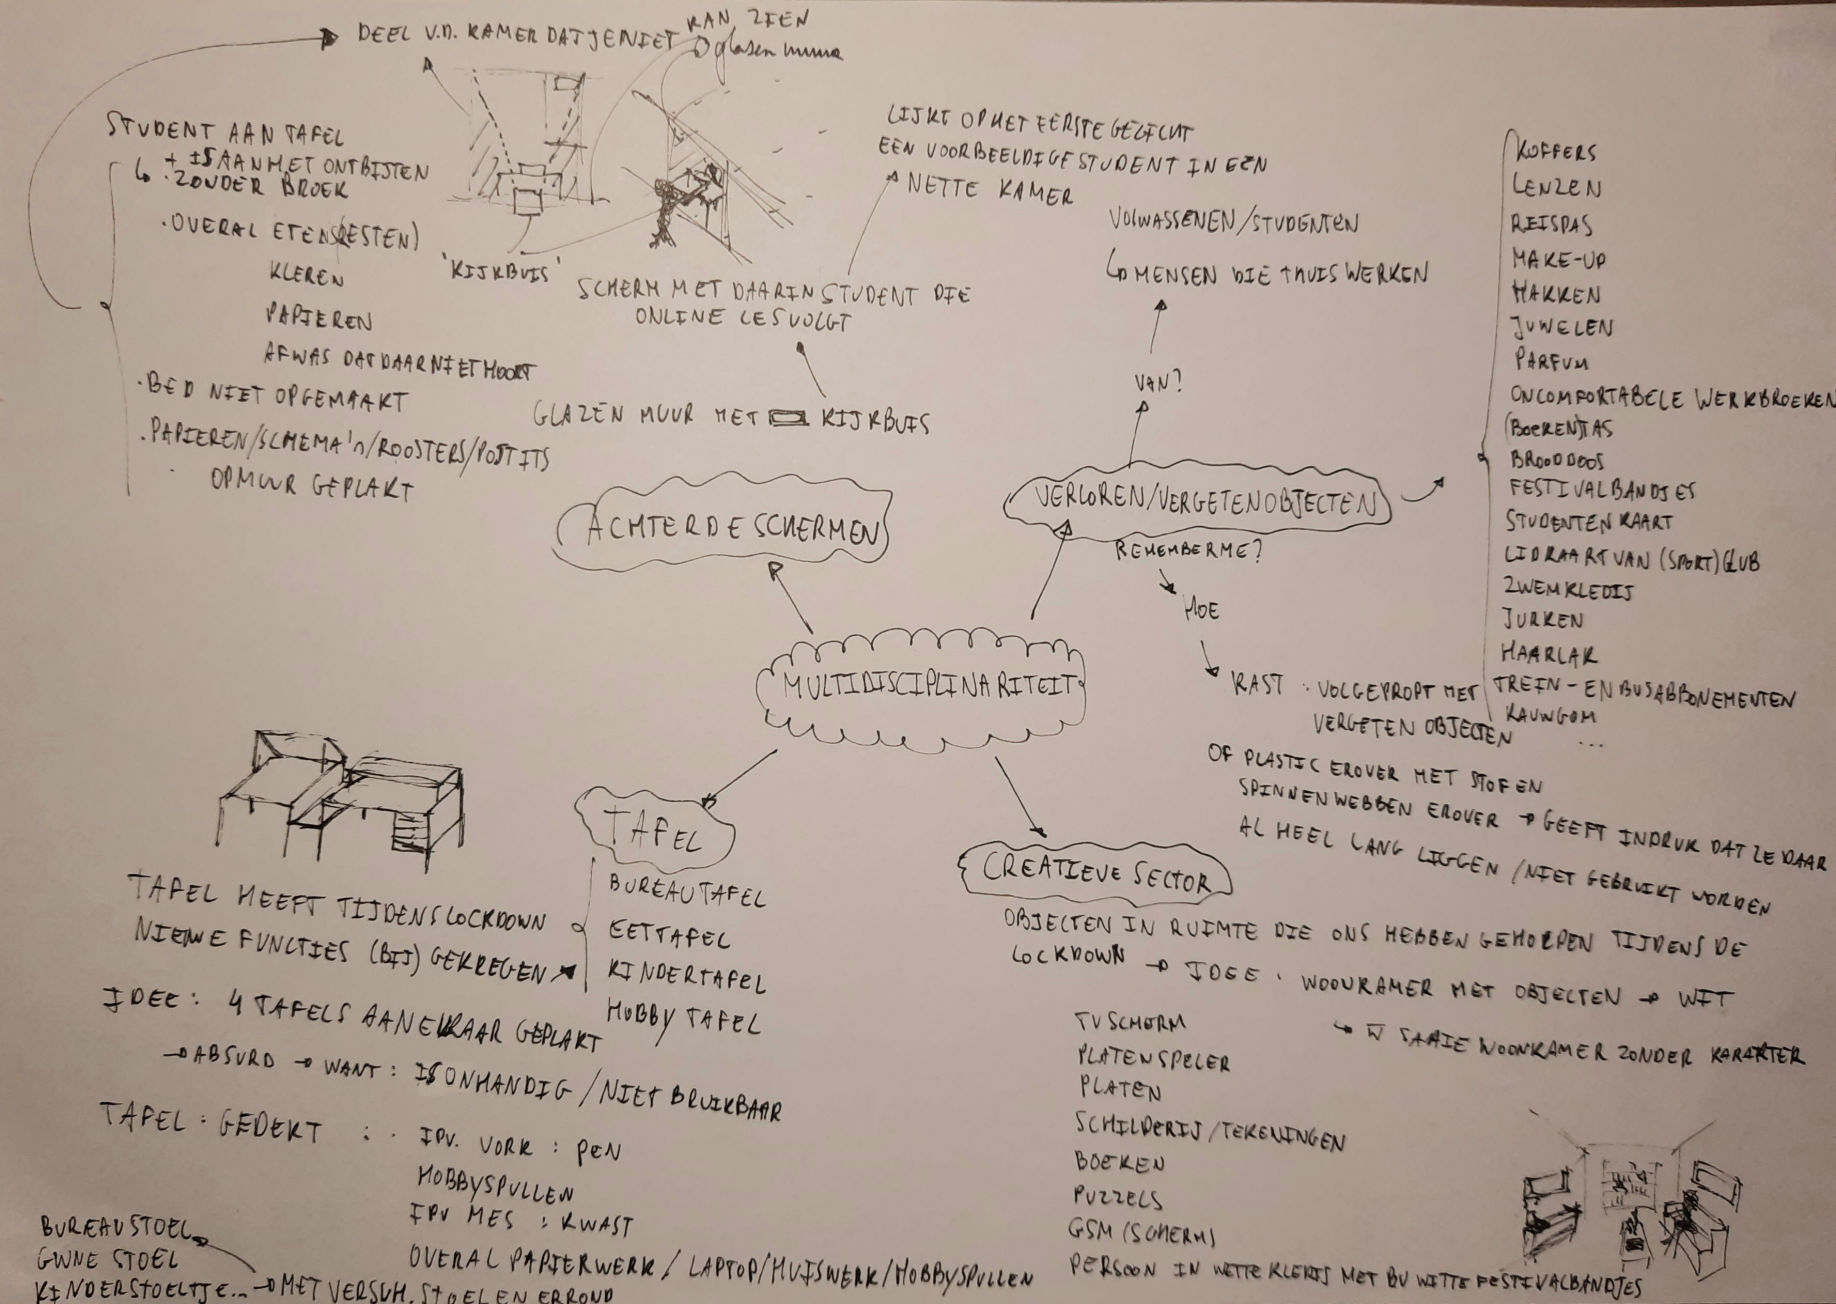 DEEL V.D. KAMER DAT JE NIET KAN ZIEN
glazen muur
STUDENT AAN TAFEL
+ IS AAN HET ONTBIJTEN
· ZONDER BROEK
· OVERAL ETEN(SRESTEN)
KLEREN
PAPIEREN
AFWAS DAT DAAR NIET HOORT
· BED NIET OPGEMAAKT
· PAPIEREN/SCHEMA'S/ROOSTERS/POSTITS
OP MUUR GEPLAKT
'KIJKBUIS'
LIJKT OP HET EERSTE GEZICHT
EEN VOORBEELDIGE STUDENT IN EEN
NETTE KAMER
SCHERM MET DAARIN STUDENT DIE
ONLINE LES VOLGT
GLAZEN MUUR MET KIJKBUIS
ACHTER DE SCHERMEN
VOLWASSENEN/STUDENTEN
MENSEN DIE THUIS WERKEN
VAN?
VERLOREN/VERGETEN OBJECTEN
REMEMBER ME?
HOE
KAST : VOLGEPROPT MET
VERGETEN OBJECTEN
OF PLASTIC EROVER MET STOF EN
SPINNENWEBBEN EROVER → GEEFT INDRUK DAT ZE DAAR
AL HEEL LANG LIGGEN /NIET GEBRUIKT WORDEN
KOFFERS
LENZEN
REISPAS
MAKE-UP
HAKKEN
JUWELEN
PARFUM
ONCOMFORTABELE WERKBROEKEN
(BOEKEN)TAS
BROODDOOS
FESTIVALBANDJES
STUDENTENKAART
LIDKAART VAN (SPORT)CLUB
ZWEMKLEDIJ
JURKEN
HAARLAK
TREIN- EN BUSABBONEMENTEN
KAUWGOM
...
MULTIDISCIPLINARITEIT
TAFEL
BUREAUTAFEL
EETTAFEL
KINDERTAFEL
HOBBY TAFEL
TAFEL HEEFT TIJDENS LOCKDOWN
NIEUWE FUNCTIES (BIJ) GEKREGEN
IDEE: 4 TAFELS AAN ELKAAR GEPLAKT
→ ABSURD → WANT : IS ONHANDIG /NIET BRUIKBAAR
TAFEL : GEDEKT : · IPV. VORK : PEN
HOBBYSPULLEN
IPV MES : KWAST
OVERAL PAPIERWERK / LAPTOP/HUISWERK/HOBBYSPULLEN
BUREAUSTOEL
GWNE STOEL
KINDERSTOELTJE... → MET VERSCH. STOELEN ERROND
CREATIEVE SECTOR
OBJECTEN IN RUIMTE DIE ONS HEBBEN GEHOLPEN TIJDENS DE
LOCKDOWN → IDEE : WOONKAMER MET OBJECTEN → WIT
SAAIE WOONKAMER ZONDER KARAKTER
TV SCHERM
PLATENSPELER
PLATEN
SCHILDERIJ/TEKENINGEN
BOEKEN
PUZZELS
GSM (SCHERM)
PERSOON IN WITTE KLERIJ MET BV WITTE FESTIVALBANDJES